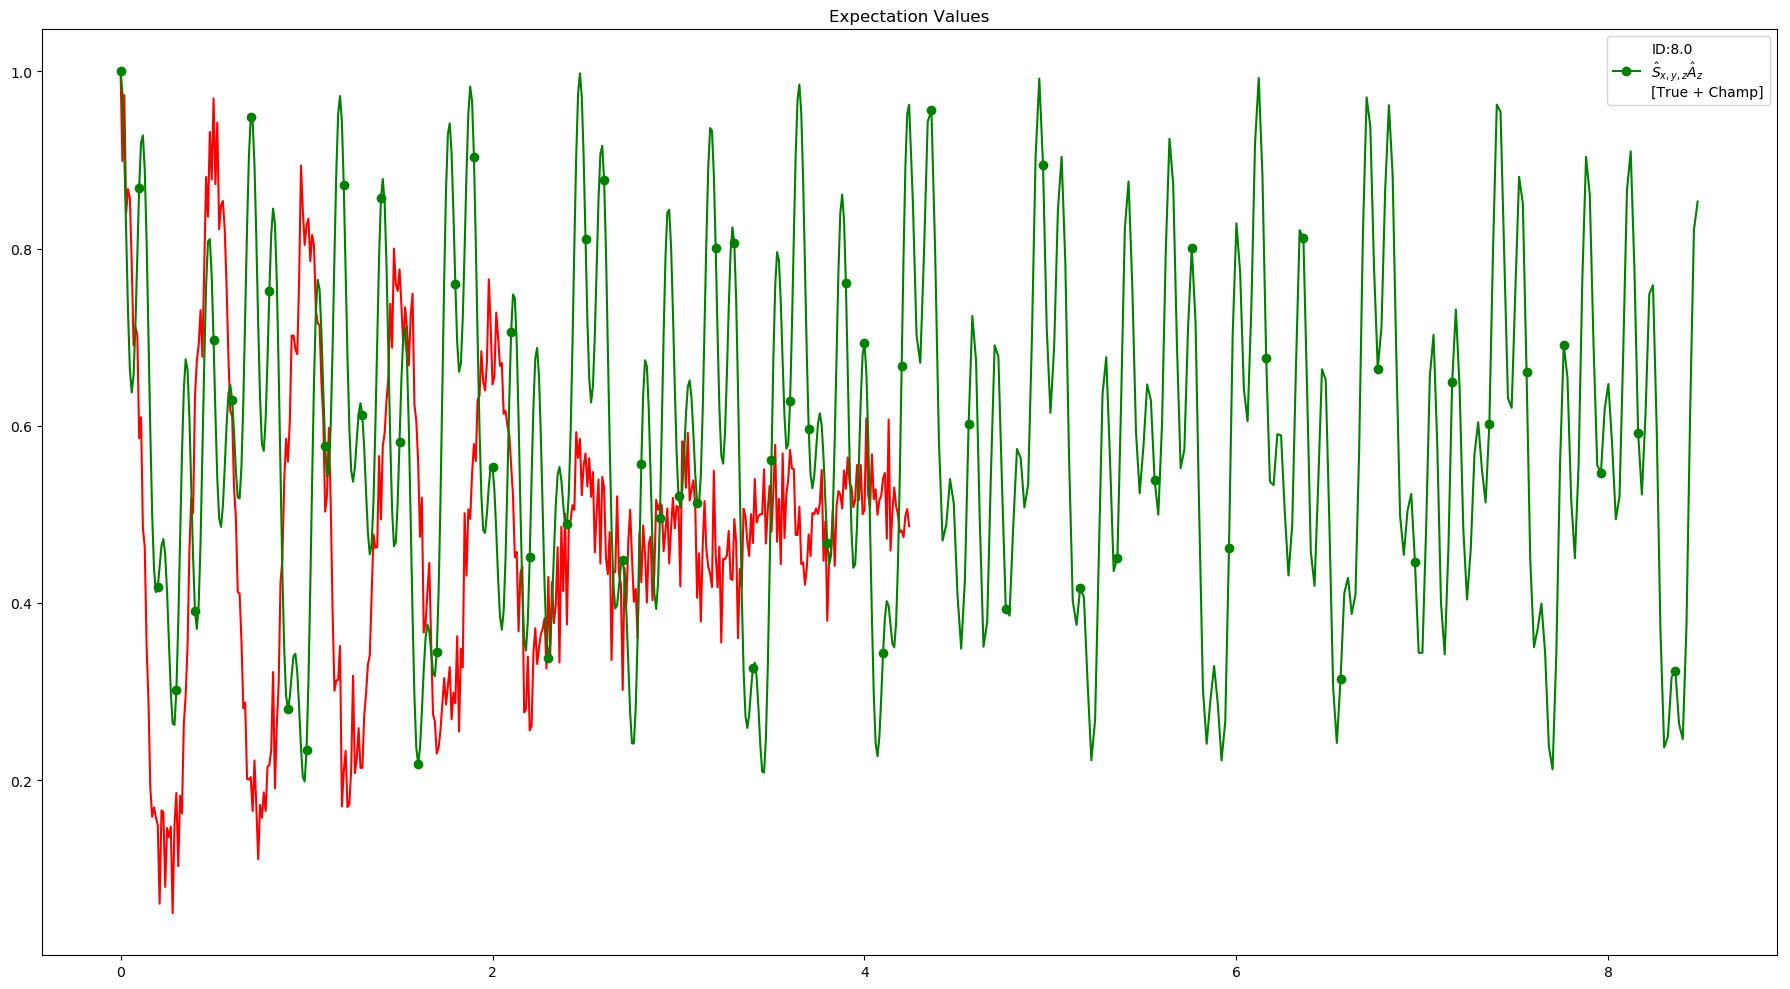 Expectation Values
ID:8.0
$\hat{S}_{x,y,z}\hat{A}_z$
[True + Champ]
1.0
0.8
0.6
0.4
0.2
0 2 4 6 8